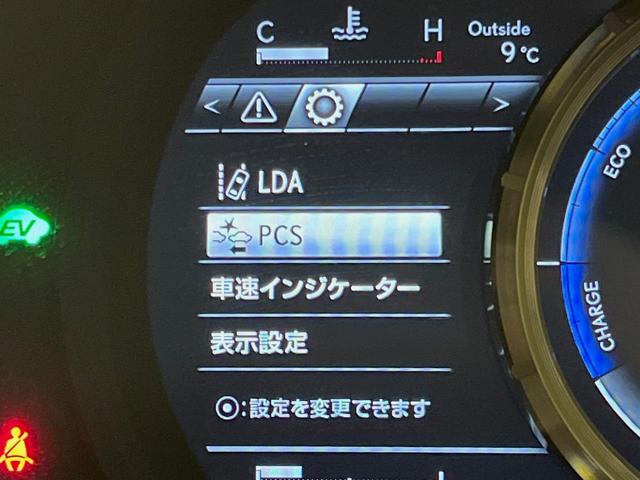 C H Outside
9℃
< >
LDA
PCS
車速インジケーター
表示設定
◉:設定を変更できます
EV
ECO
CHARGE